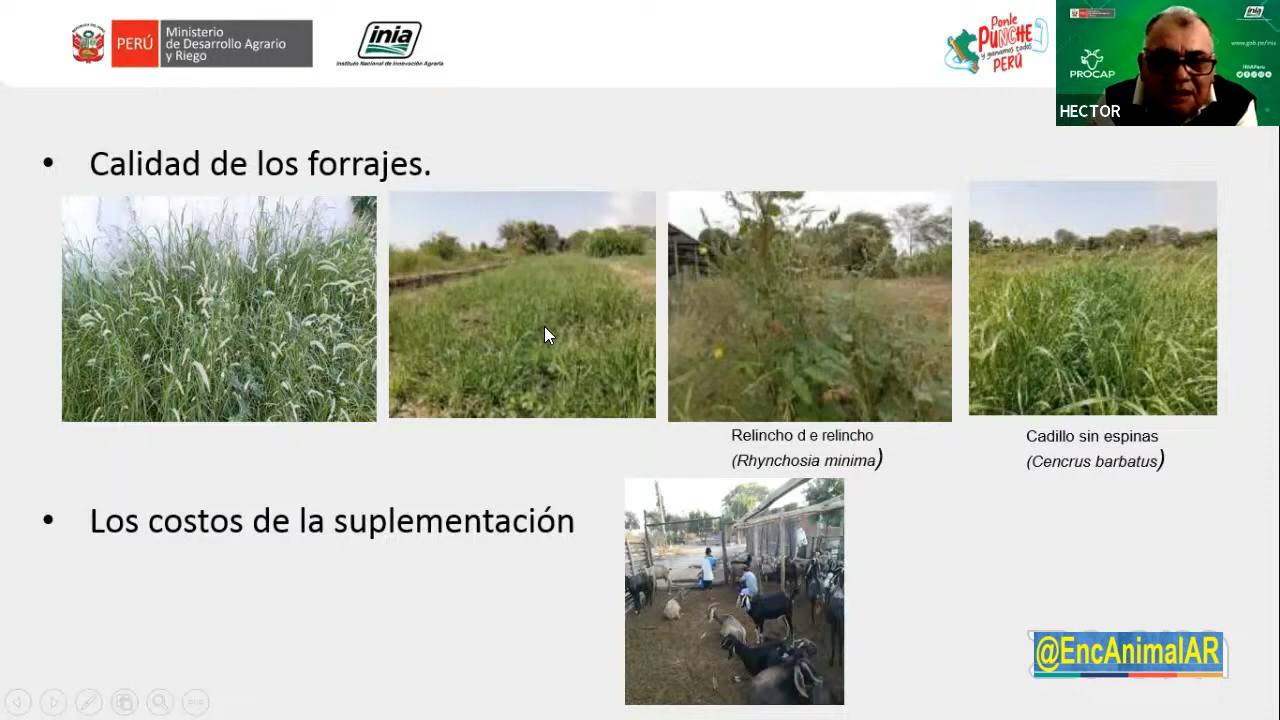 PERÚ
Ministerio
de Desarrollo Agrario
y Riego
inia
Instituto Nacional de Innovación Agraria
Ponle
PUNCHE
y ganamos todos
PERÚ
inia
PROCAP
INIAPeru
HECTOR
• Calidad de los forrajes.
Relincho d e relincho
(Rhynchosia minima)
Cadillo sin espinas
(Cencrus barbatus)
• Los costos de la suplementación
@EncAnimalAR